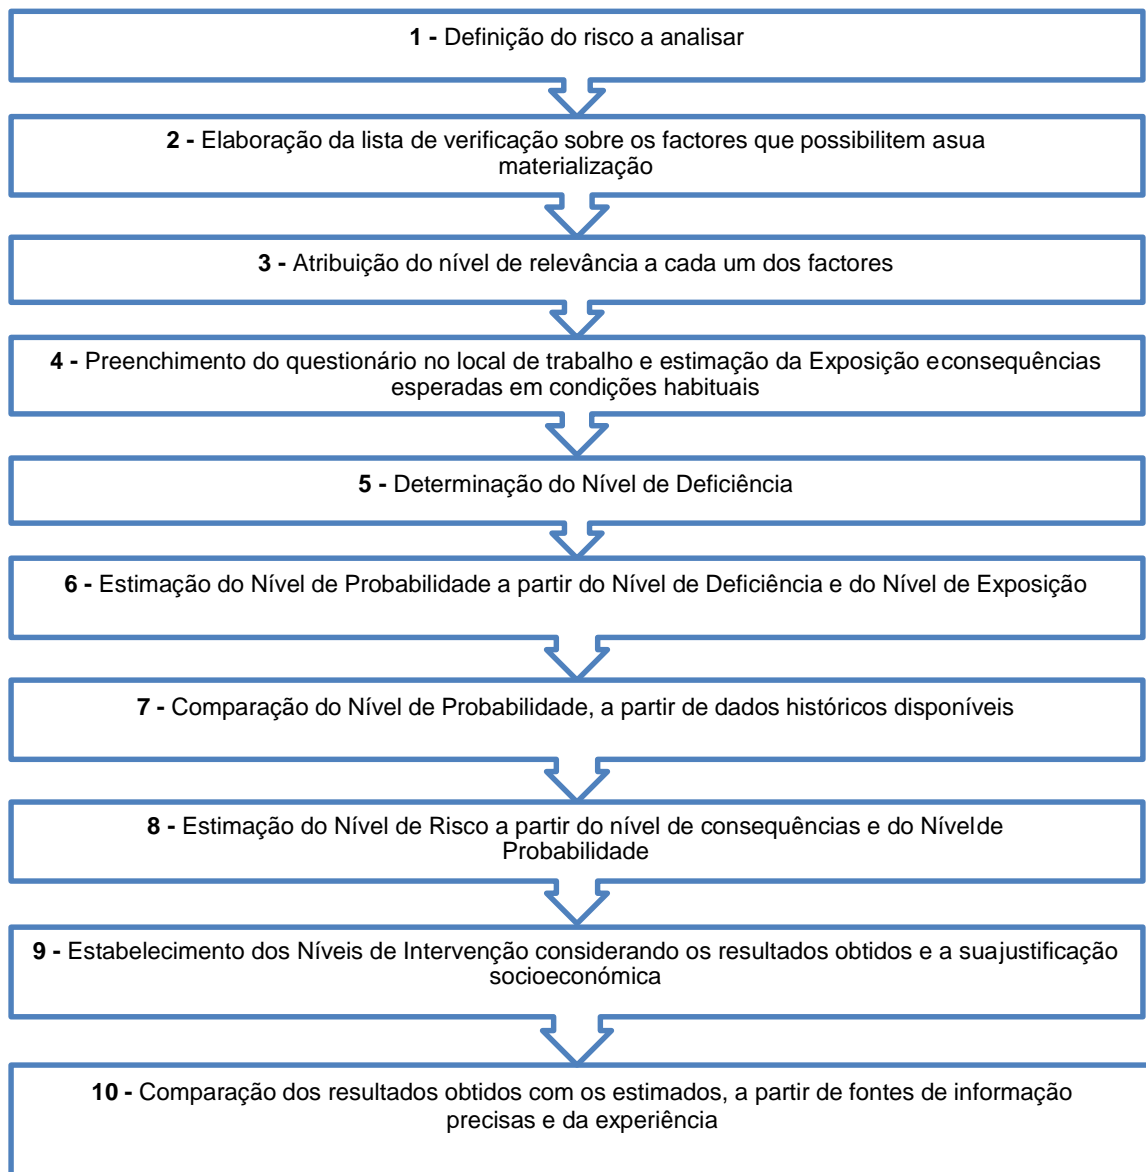 1 - Definição do risco a analisar
2 - Elaboração da lista de verificação sobre os factores que possibilitem asua
materialização
3 - Atribuição do nível de relevância a cada um dos factores
4 - Preenchimento do questionário no local de trabalho e estimação da Exposição econsequências
esperadas em condições habituais
5 - Determinação do Nível de Deficiência
6 - Estimação do Nível de Probabilidade a partir do Nível de Deficiência e do Nível de Exposição
7 - Comparação do Nível de Probabilidade, a partir de dados históricos disponíveis
8 - Estimação do Nível de Risco a partir do nível de consequências e do Nívelde
Probabilidade
9 - Estabelecimento dos Níveis de Intervenção considerando os resultados obtidos e a suajustificação
socioeconómica
10 - Comparação dos resultados obtidos com os estimados, a partir de fontes de informação
precisas e da experiência